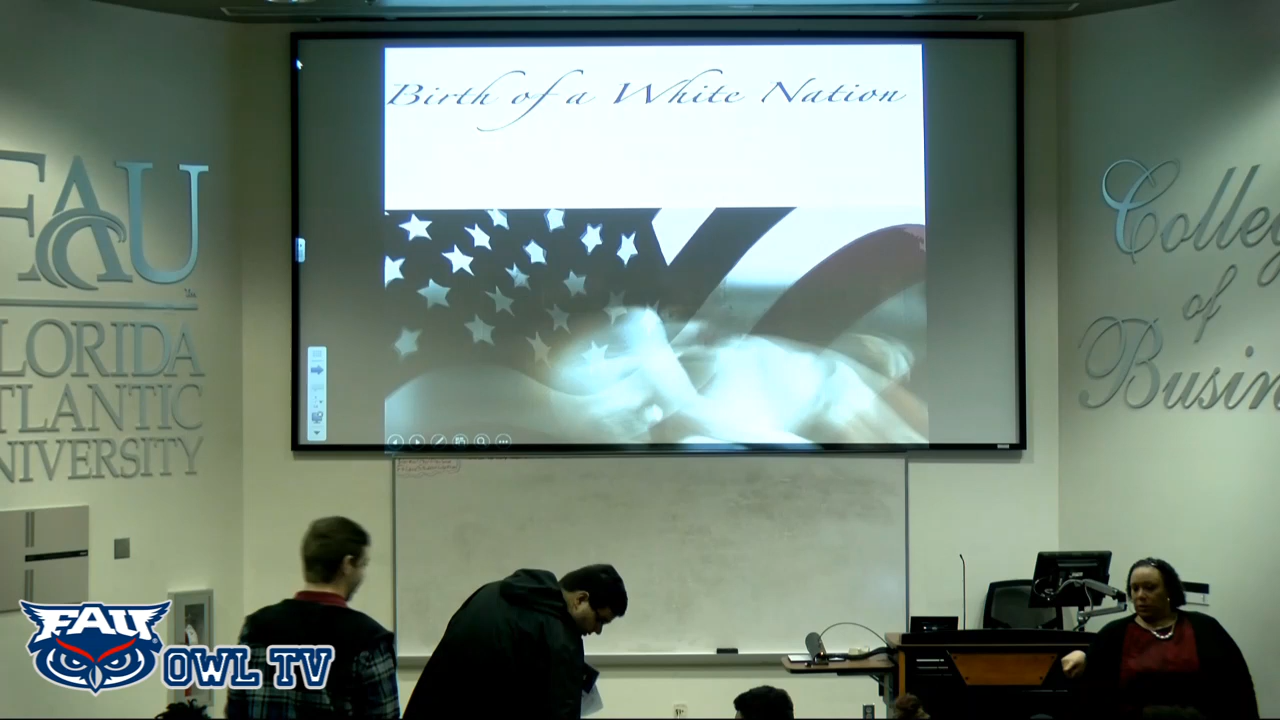 Birth of a White Nation
FAU
FLORIDA
ATLANTIC
UNIVERSITY
College
of
Busin
FAU
OWL TV